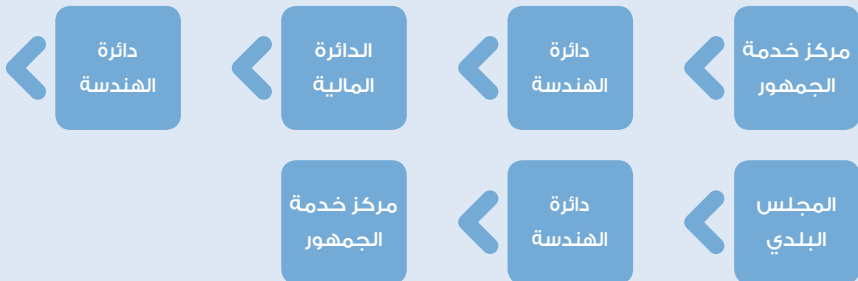 مركز خدمة
الجمهور
دائرة
الهندسة
الدائرة
المالية
دائرة
الهندسة
المجلس
البلدي
دائرة
الهندسة
مركز خدمة
الجمهور